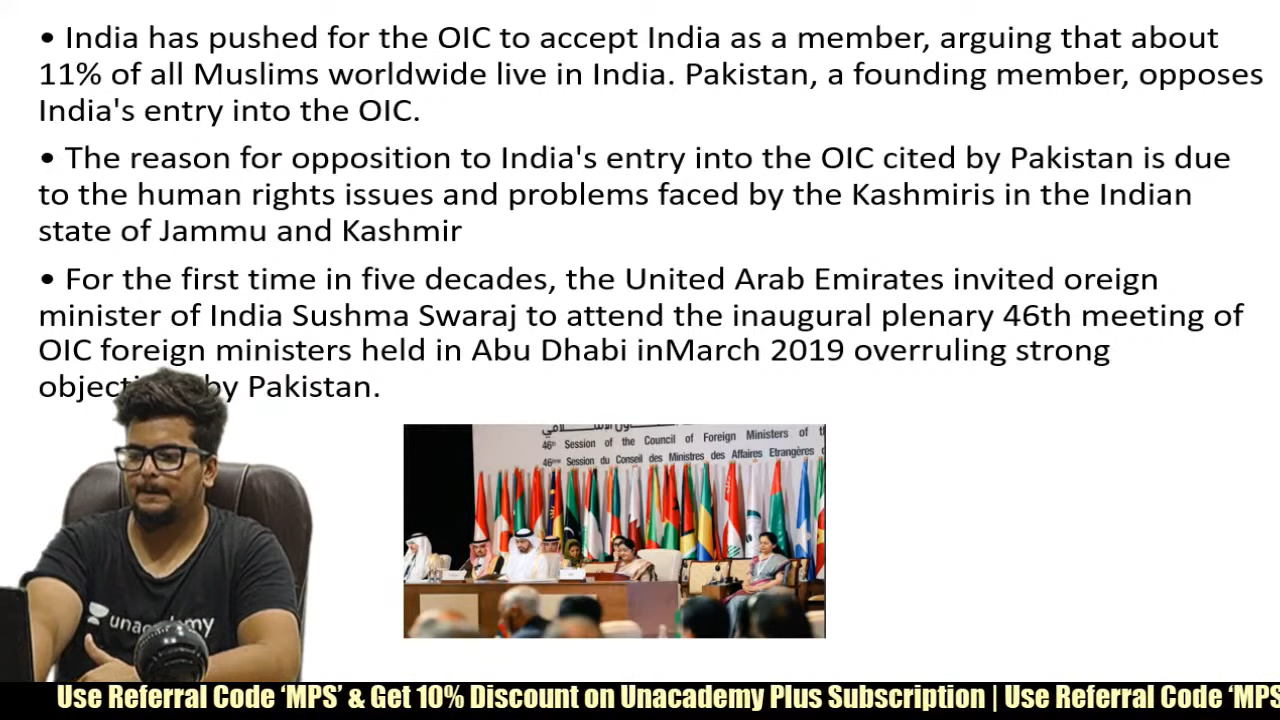 • India has pushed for the OIC to accept India as a member, arguing that about
11% of all Muslims worldwide live in India. Pakistan, a founding member, opposes
India's entry into the OIC.
• The reason for opposition to India's entry into the OIC cited by Pakistan is due
to the human rights issues and problems faced by the Kashmiris in the Indian
state of Jammu and Kashmir
• For the first time in five decades, the United Arab Emirates invited oreign
minister of India Sushma Swaraj to attend the inaugural plenary 46th meeting of
OIC foreign ministers held in Abu Dhabi inMarch 2019 overruling strong
by Pakistan.
46th Session of the Council of Foreign Ministers of
46ème Session du Conseil des Ministres des Affaires Etrangères
unacademy
Use Referral Code ‘MPS’ & Get 10% Discount on Unacademy Plus Subscription | Use Referral Code ‘MPS